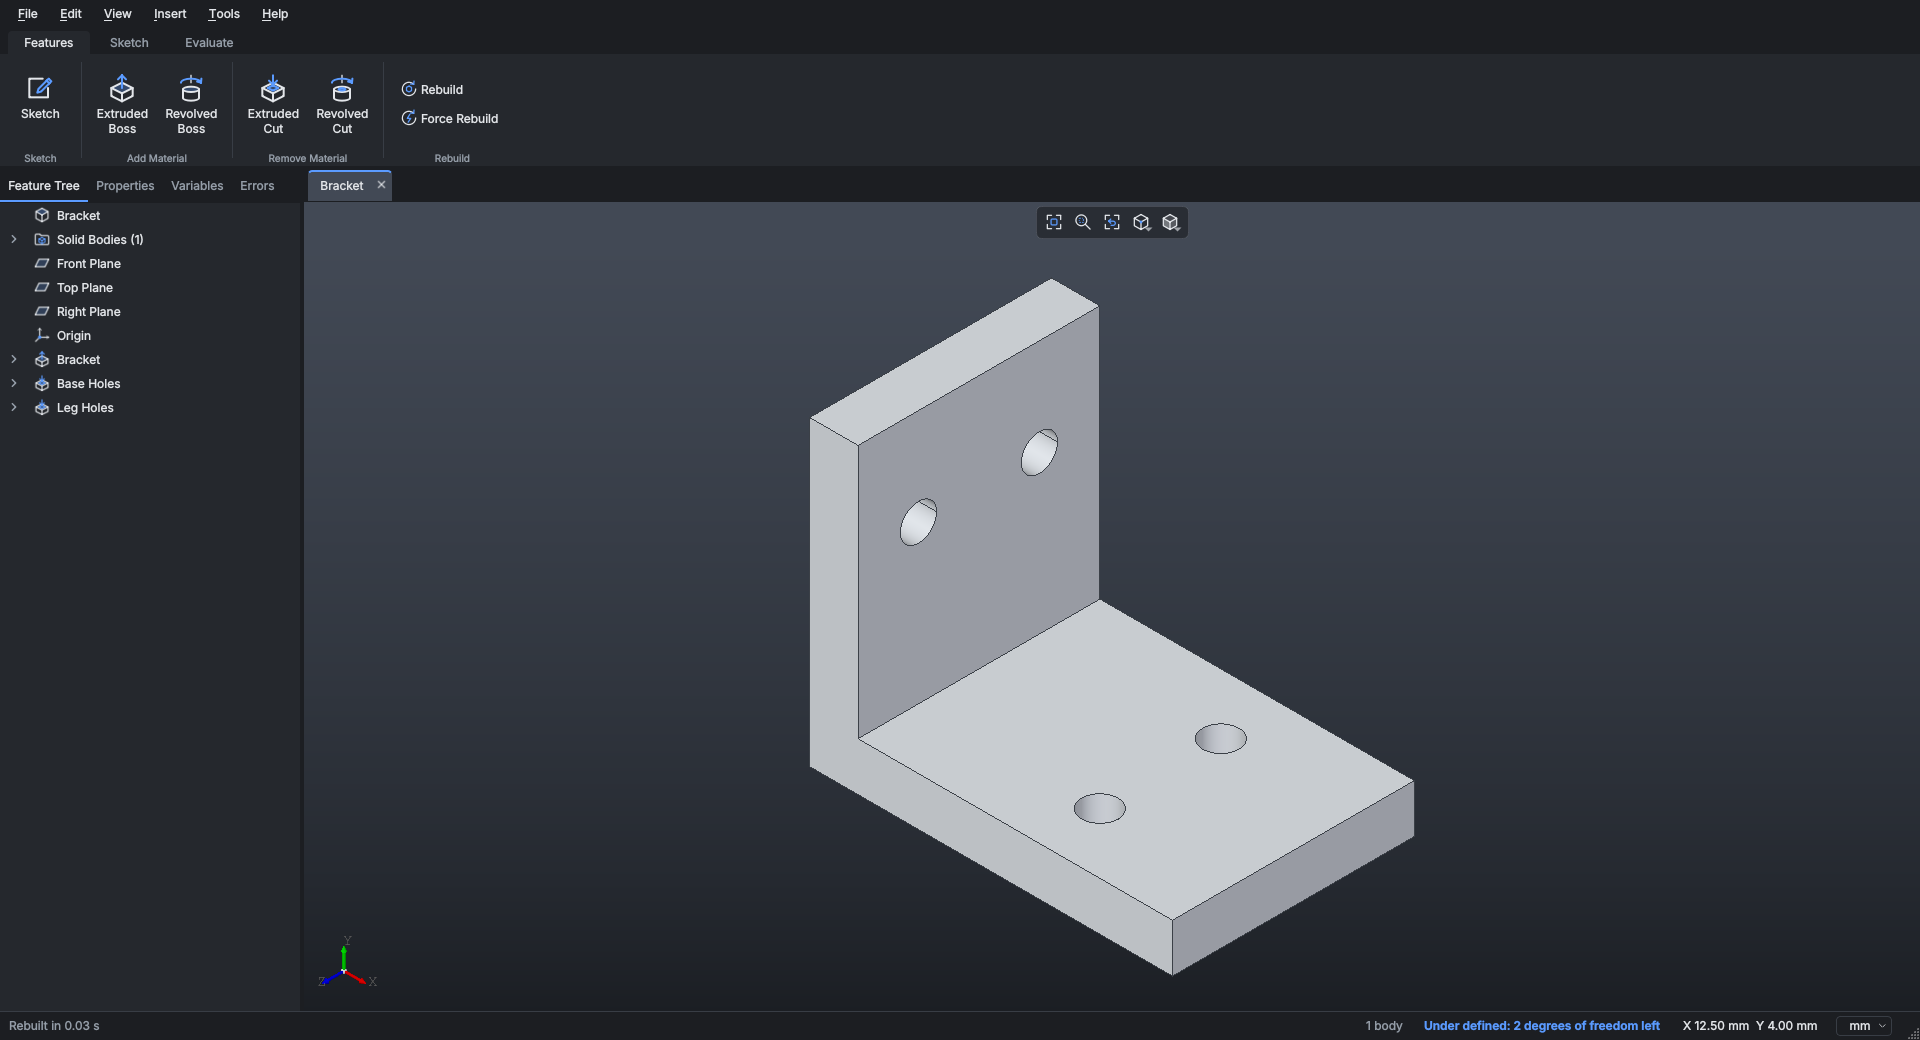 File Edit View Insert Tools Help
Features Sketch Evaluate
Sketch
Extruded Boss
Revolved Boss
Extruded Cut
Revolved Cut
Rebuild
Force Rebuild
Sketch
Add Material
Remove Material
Rebuild
Feature Tree Properties Variables Errors
Bracket
Bracket
Solid Bodies (1)
Front Plane
Top Plane
Right Plane
Origin
Bracket
Base Holes
Leg Holes
Y
Z
X
Rebuilt in 0.03 s
1 body
Under defined: 2 degrees of freedom left
X 12.50 mm Y 4.00 mm
mm